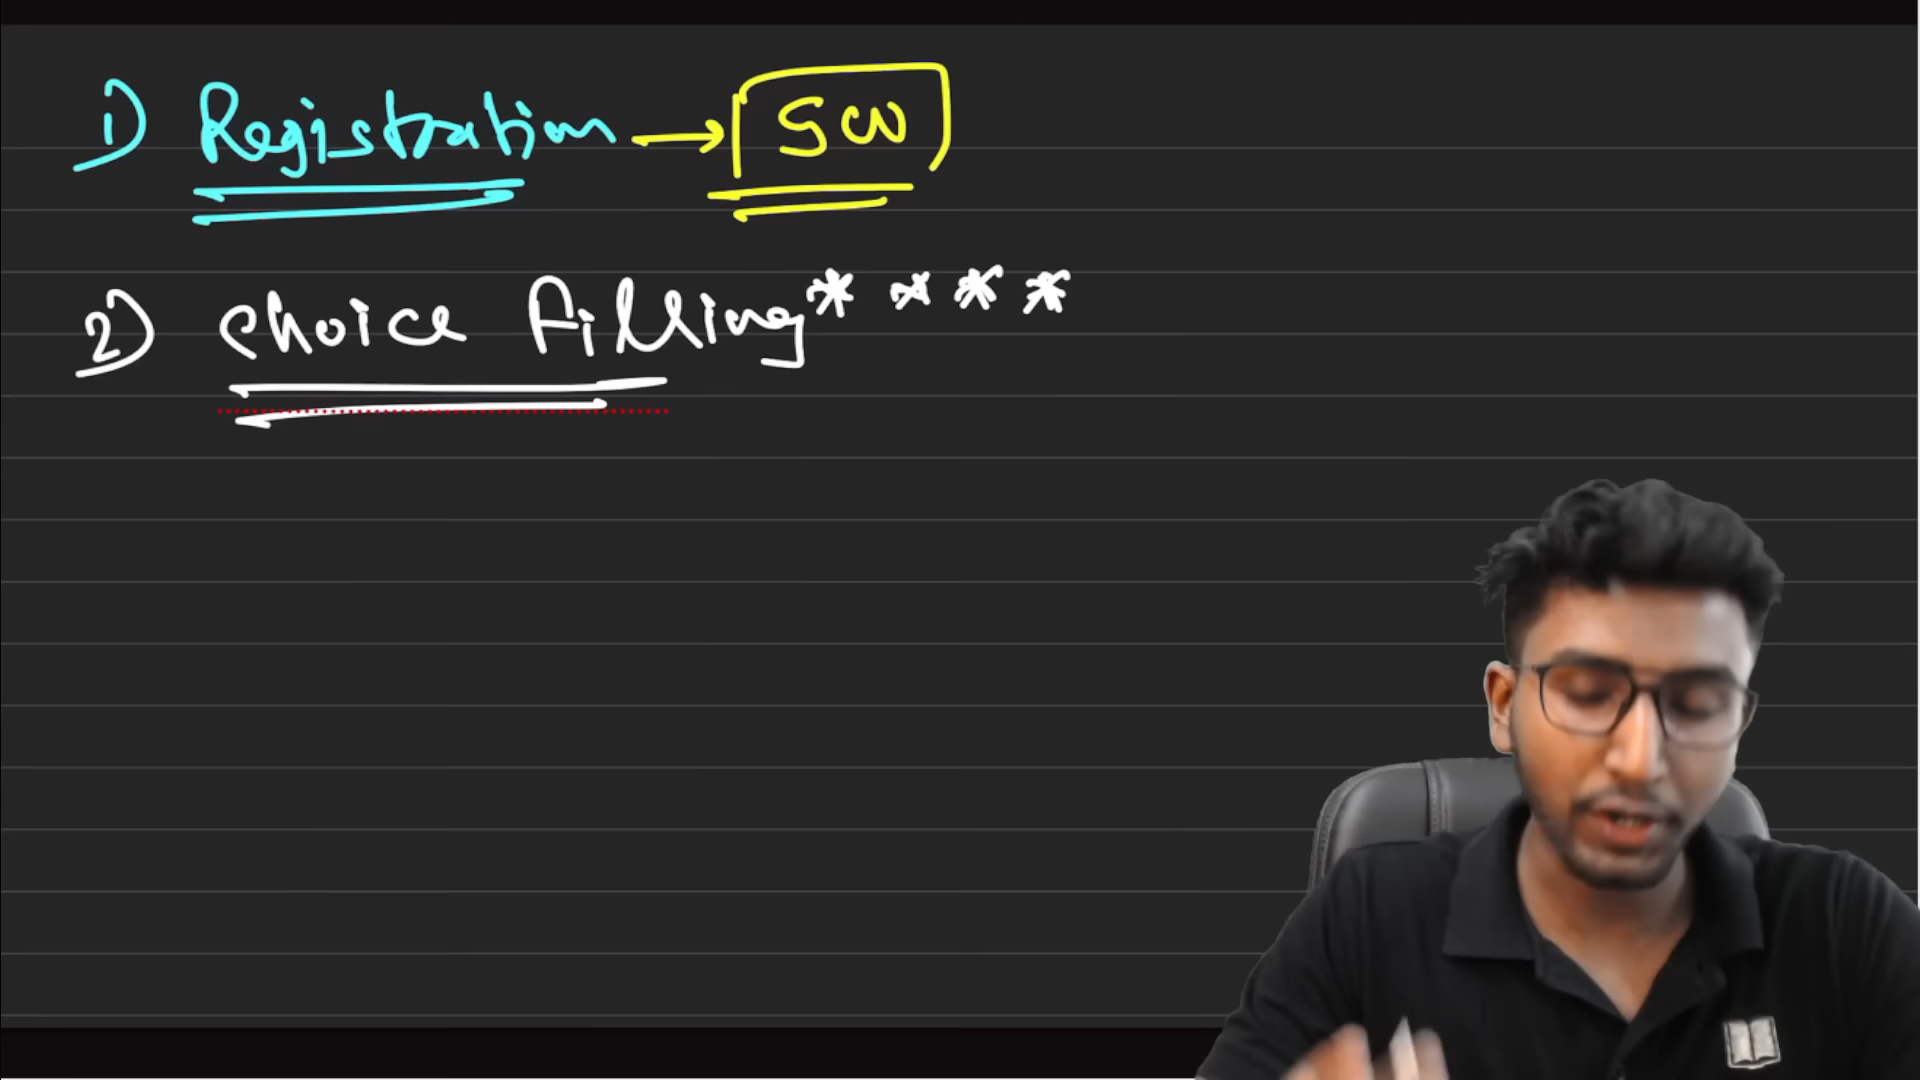 1) Registration → SW
2) Choice Filling* * * *